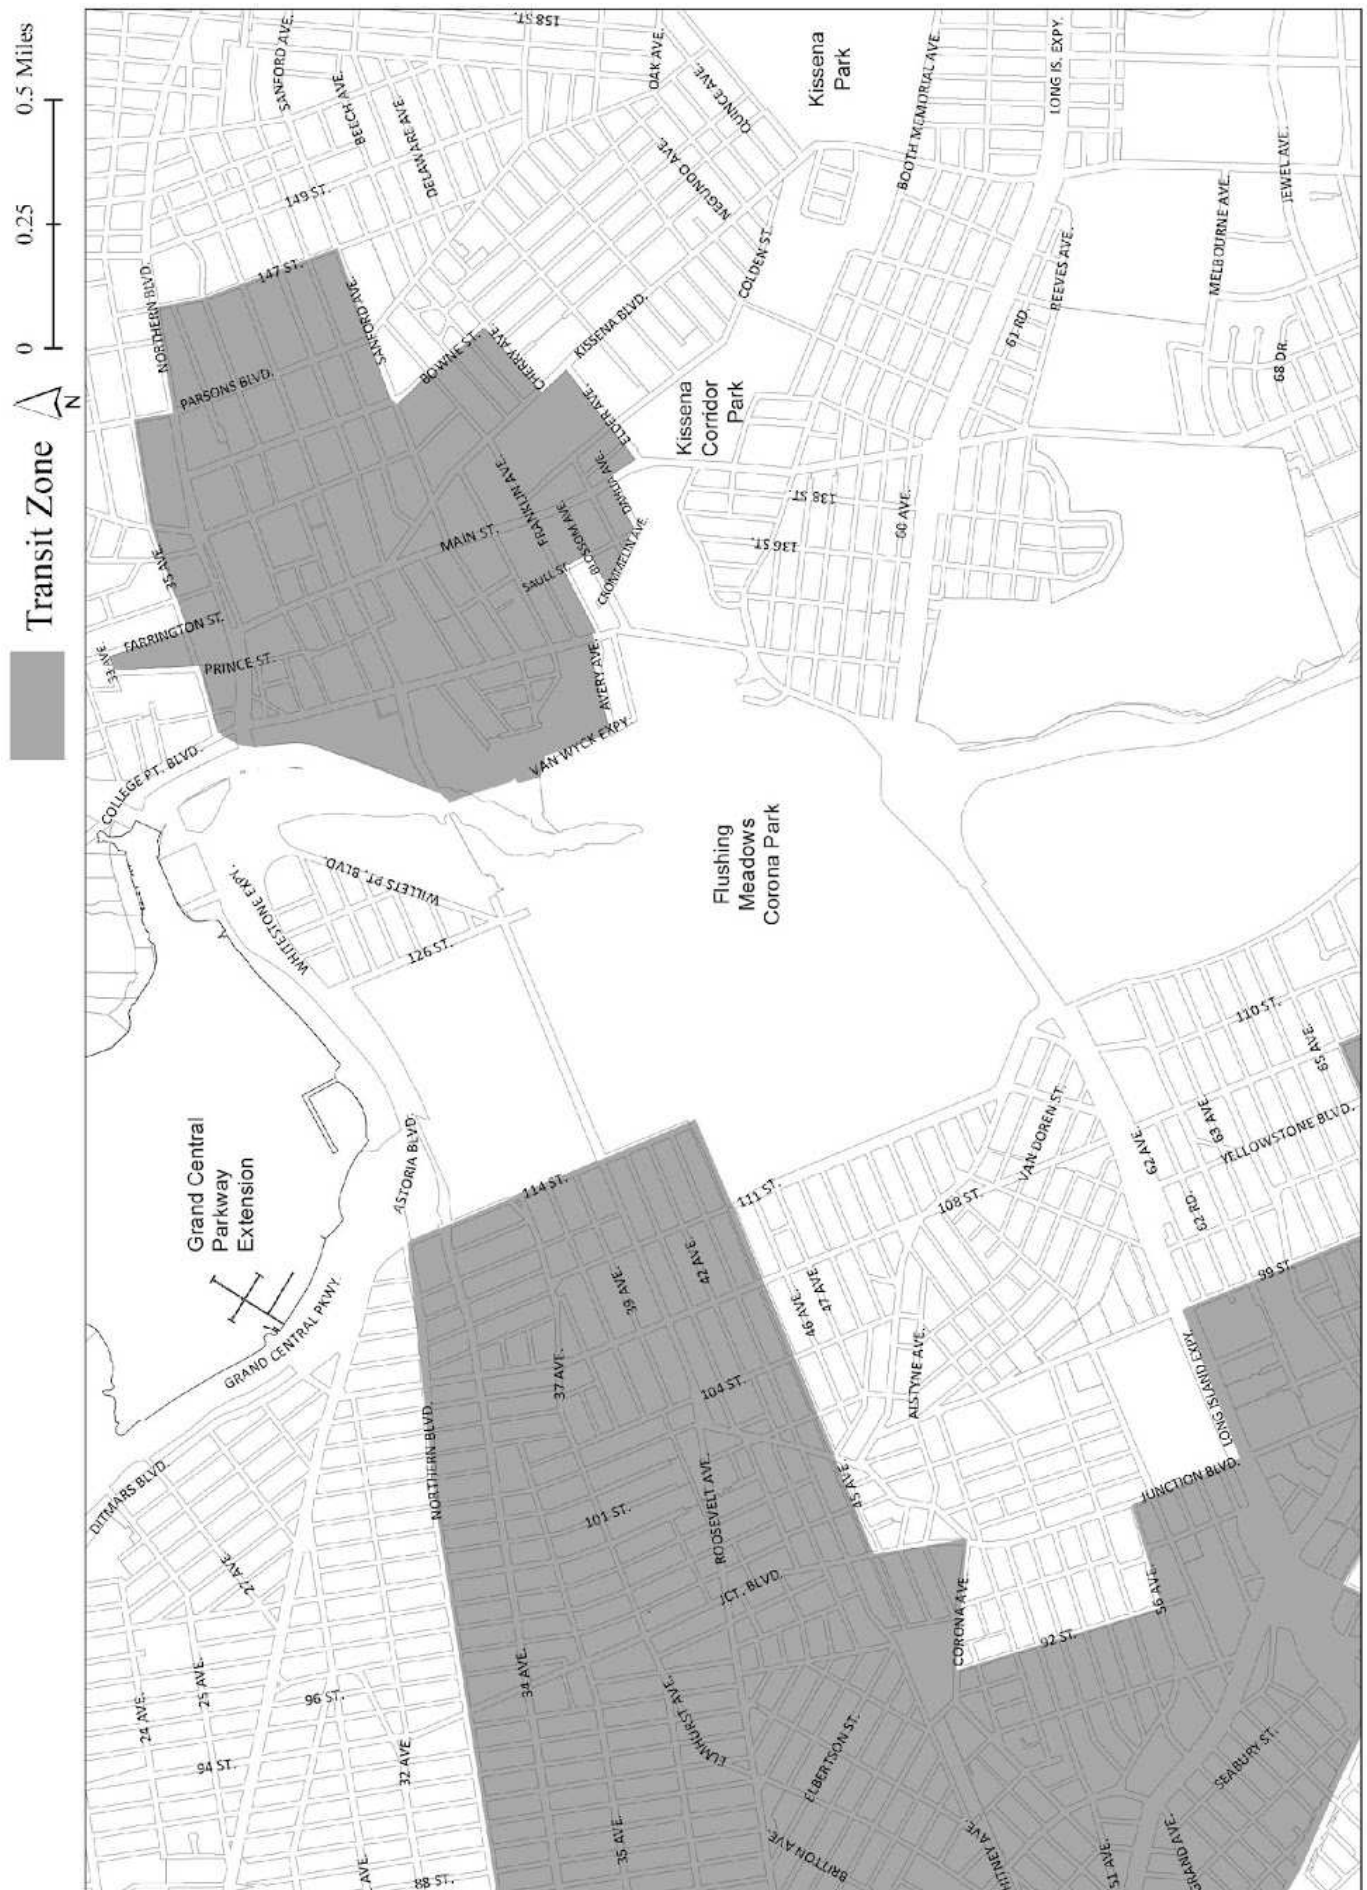 Transit Zone
N
0
0.25
0.5 Miles
158 ST.
SANFORD AVE.
BEECH AVE.
DELAWARE AVE.
149 ST.
OAK AVE.
QUINCE AVE.
NEGUNDO AVE.
Kissena
Park
BOOTH MEMORIAL AVE.
LONG IS. EXPY.
JEWEL AVE.
MELBOURNE AVE.
REEVES AVE.
61 RD.
68 DR.
COLDEN ST.
KISSENA BLVD.
147 ST.
NORTHERN BLVD.
SANFORD AVE.
PARSONS BLVD.
BOWNE ST.
CHERRY AVE
ELDER AVE.
Kissena
Corridor
Park
DAHLIA AVE.
FRANKLIN AVE.
BLOSSOM AVE.
MAIN ST.
SAULL ST.
CROMMELIN AVE.
138 ST.
136 ST.
60 AVE.
35 AVE.
FARRINGTON ST.
33 AVE.
PRINCE ST.
AVERY AVE.
VAN WYCK EXPY.
COLLEGE PT. BLVD.
WILLETS PT. BLVD.
WHITESTONE EXPY.
126 ST.
Flushing
Meadows
Corona Park
Grand Central
Parkway
Extension
ASTORIA BLVD.
GRAND CENTRAL PKWY.
114 ST.
111 ST.
108 ST.
VAN DOREN ST.
110 ST.
65 AVE.
63 AVE.
62 AVE.
62 RD.
YELLOWSTONE BLVD.
99 ST.
39 AVE.
42 AVE.
46 AVE.
47 AVE.
37 AVE.
104 ST.
ALSTYNE AVE.
LONG ISLAND EXPY.
JUNCTION BLVD.
45 AVE.
ROOSEVELT AVE.
101 ST.
NORTHERN BLVD.
DITMARS BLVD.
27 AVE.
JCT. BLVD.
CORONA AVE
56 AVE.
92 ST.
34 AVE.
96 ST.
25 AVE.
24 AVE.
94 ST.
32 AVE.
ELMHURST AVE.
ELBERTSON ST.
SEABURY ST.
35 AVE.
BRITTON AVE.
HITNEY AVE.
51 AVE.
GRAND AVE.
AVE.
88 ST.